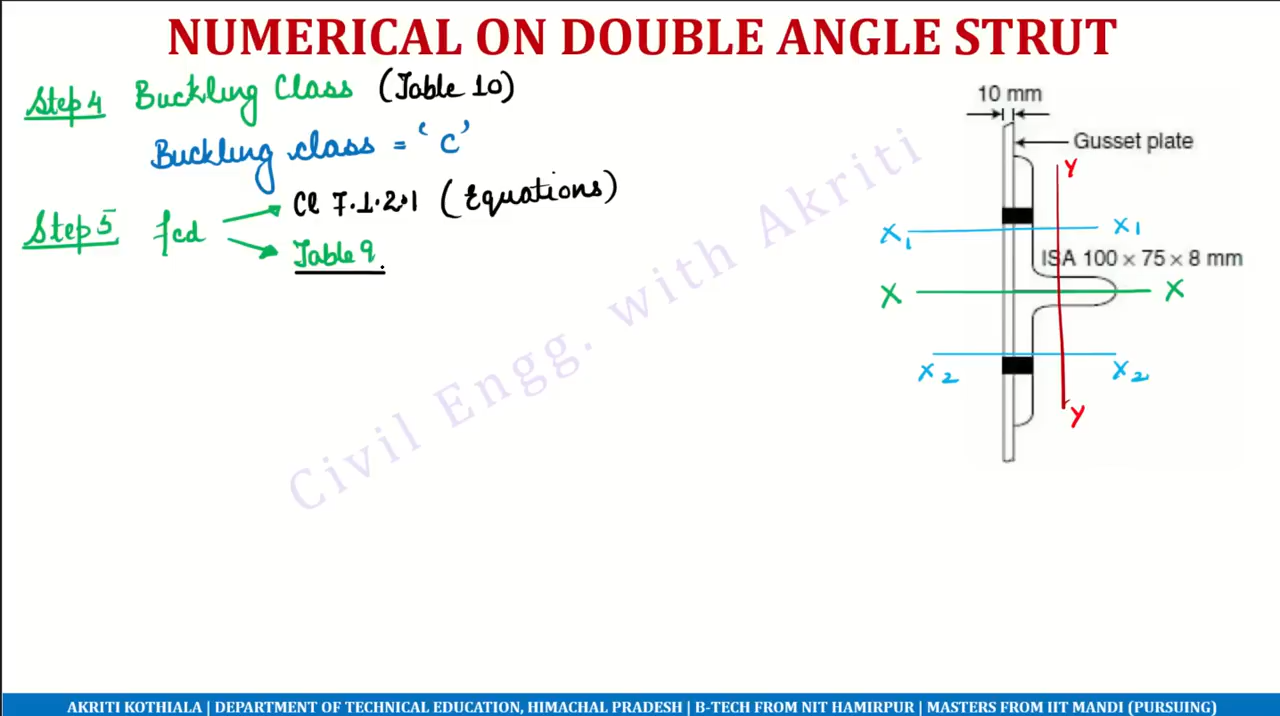 NUMERICAL ON DOUBLE ANGLE STRUT
Step 4 Buckling Class (Table 10)
Buckling class = 'c'
Step 5 fcd Cl 7.1.2.1 (Equations)
Table 9.
10 mm
Gusset plate
Y
X1 X1
ISA 100 × 75 × 8 mm
X X
X2 X2
Y
Civil Engg. with Akriti
AKRITI KOTHIALA | DEPARTMENT OF TECHNICAL EDUCATION, HIMACHAL PRADESH | B-TECH FROM NIT HAMIRPUR | MASTERS FROM IIT MANDI (PURSUING)